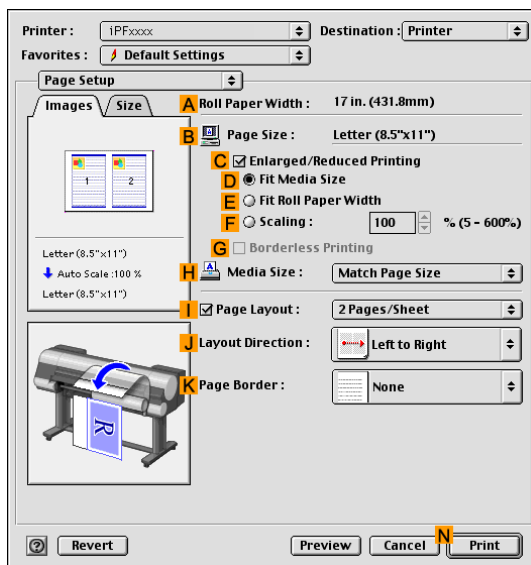 Printer : iPFxxxx Destination : Printer
Favorites : Default Settings
Page Setup
Images Size
A Roll Paper Width : 17 in. (431.8mm)
B Page Size : Letter (8.5"x11")
C Enlarged/Reduced Printing
D Fit Media Size
E Fit Roll Paper Width
F Scaling : 100 % (5 - 600%)
G Borderless Printing
H Media Size : Match Page Size
I Page Layout : 2 Pages/Sheet
J Layout Direction : Left to Right
K Page Border : None
1 2
Letter (8.5"x11")
Auto Scale :100 %
Letter (8.5"x11")
R
? Revert Preview Cancel N Print